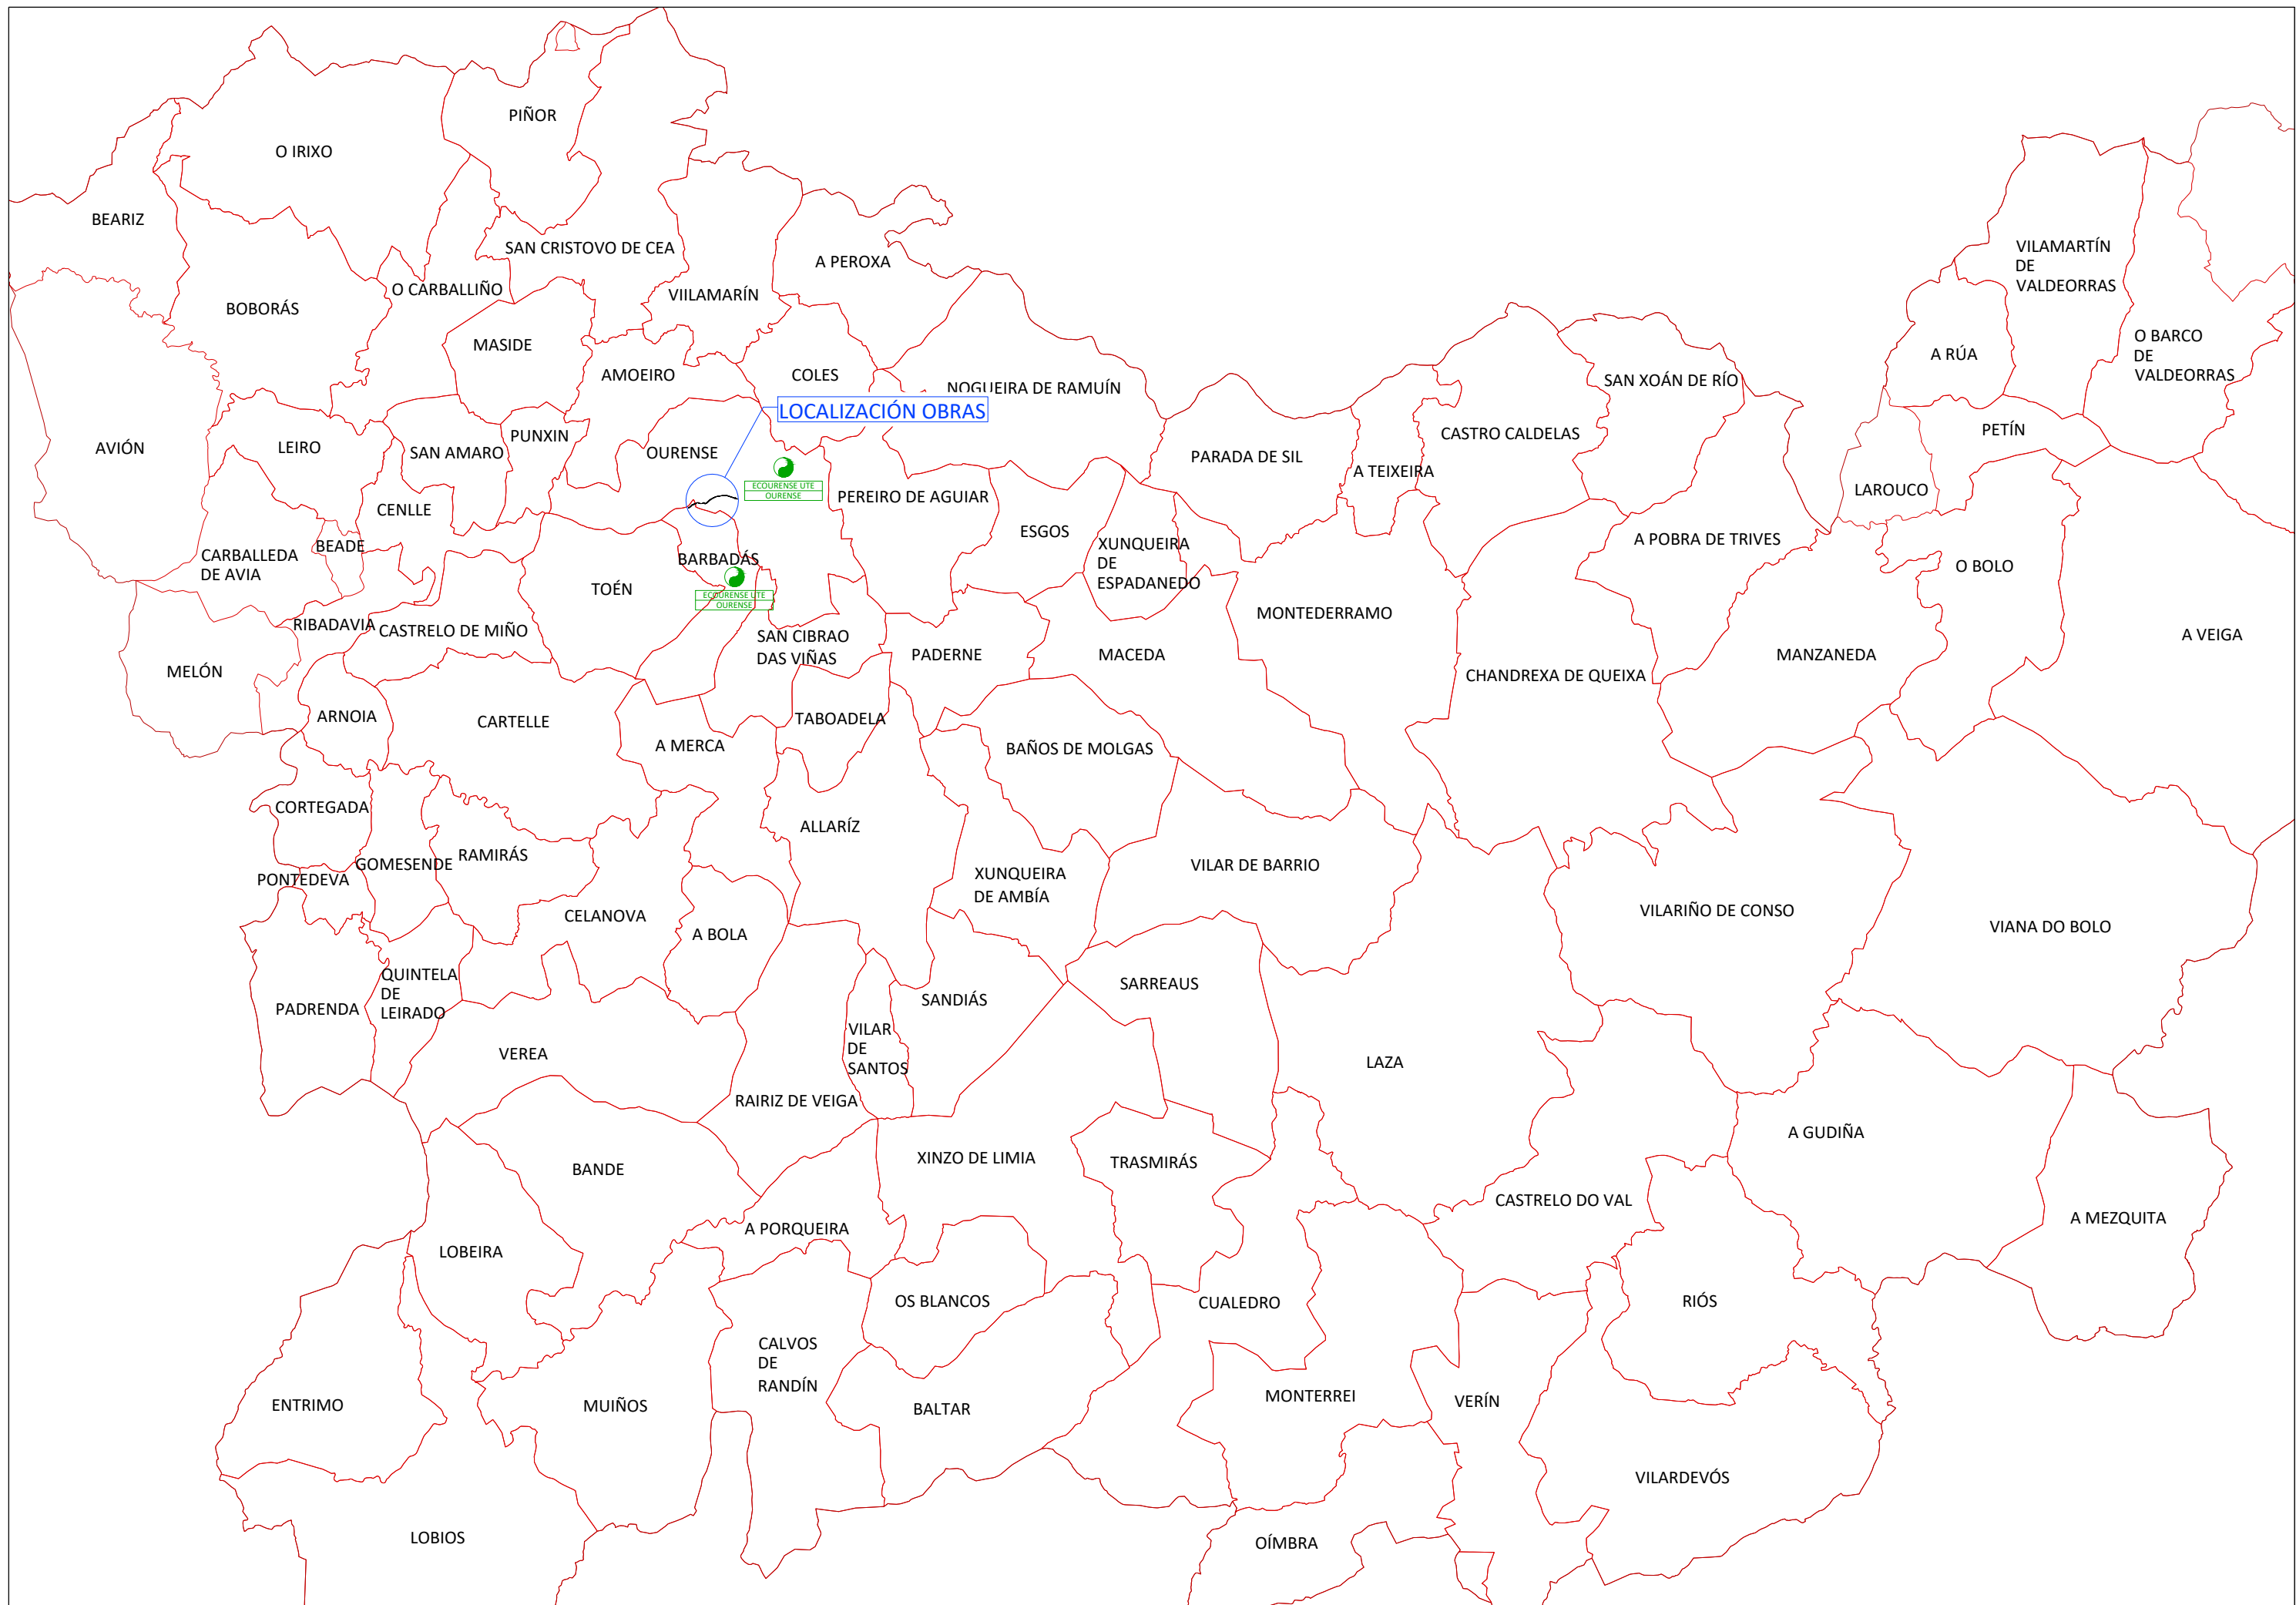 PIÑOR
O IRIXO
BEARIZ
SAN CRISTOVO DE CEA
A PEROXA
VILAMARTÍN
DE
VALDEORRAS
O CARBALLIÑO
VIILAMARÍN
BOBORÁS
MASIDE
O BARCO
DE
VALDEORRAS
A RÚA
AMOEIRO
COLES
NOGUEIRA DE RAMUÍN
SAN XOÁN DE RÍO
LOCALIZACIÓN OBRAS
AVIÓN
LEIRO
SAN AMARO
PUNXIN
OURENSE
PARADA DE SIL
A TEIXEIRA
CASTRO CALDELAS
PETÍN
ECOURENSE UTE
OURENSE
PEREIRO DE AGUIAR
LAROUCO
CENLLE
ESGOS
CARBALLEDA
DE AVIA
BEADE
BARBADÁS
XUNQUEIRA
DE
ESPADANEDO
A POBRA DE TRIVES
O BOLO
TOÉN
ECOURENSE UTE
OURENSE
MONTEDERRAMO
RIBADAVIA
CASTRELO DE MIÑO
SAN CIBRAO
DAS VIÑAS
PADERNE
MACEDA
MANZANEDA
A VEIGA
MELÓN
CHANDREXA DE QUEIXA
ARNOIA
CARTELLE
TABOADELA
A MERCA
BAÑOS DE MOLGAS
CORTEGADA
ALLARÍZ
GOMESENDE
RAMIRÁS
VILAR DE BARRIO
PONTEDEVA
XUNQUEIRA
DE AMBÍA
CELANOVA
A BOLA
VILARIÑO DE CONSO
VIANA DO BOLO
PADRENDA
QUINTELA
DE
LEIRADO
SANDIÁS
SARREAUS
VEREA
VILAR
DE
SANTOS
LAZA
RAIRIZ DE VEIGA
A GUDIÑA
BANDE
XINZO DE LIMIA
TRASMIRÁS
CASTRELO DO VAL
A MEZQUITA
LOBEIRA
A PORQUEIRA
OS BLANCOS
CUALEDRO
RIÓS
CALVOS
DE
RANDÍN
ENTRIMO
MUIÑOS
BALTAR
MONTERREI
VERÍN
VILARDEVÓS
LOBIOS
OÍMBRA